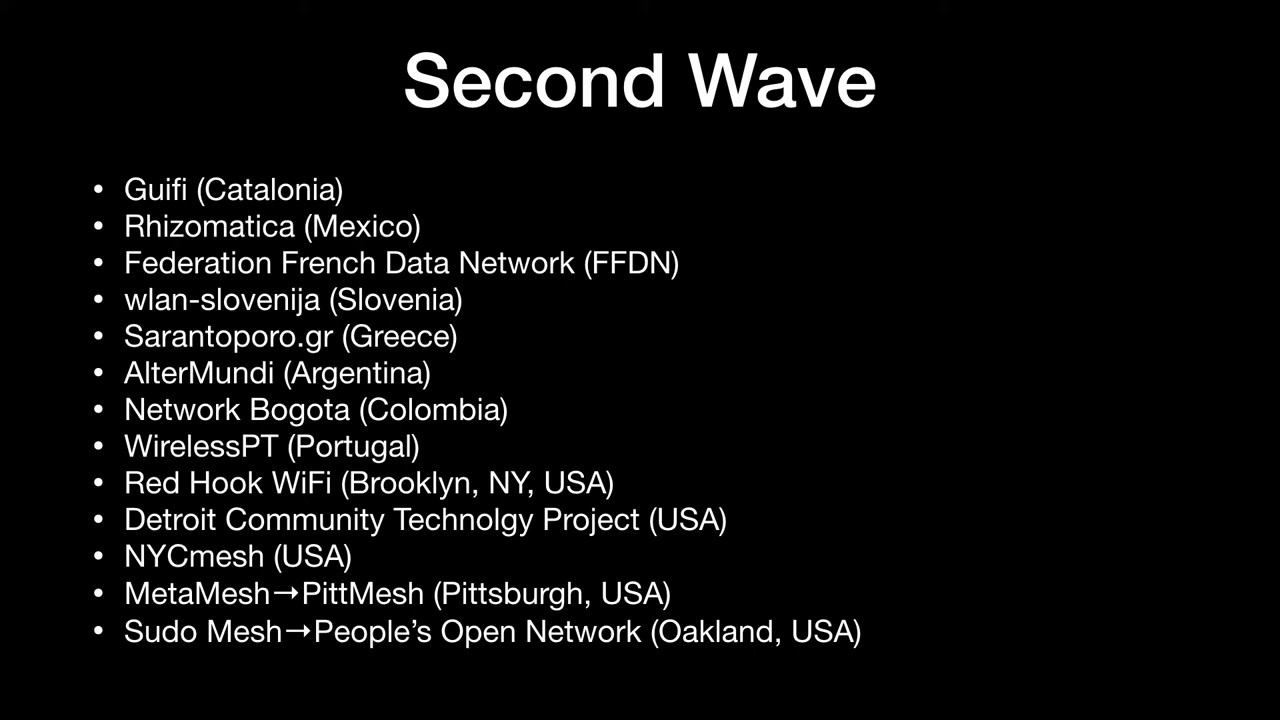 Second Wave
• Guifi (Catalonia)
• Rhizomatica (Mexico)
• Federation French Data Network (FFDN)
• wlan-slovenija (Slovenia)
• Sarantoporo.gr (Greece)
• AlterMundi (Argentina)
• Network Bogota (Colombia)
• WirelessPT (Portugal)
• Red Hook WiFi (Brooklyn, NY, USA)
• Detroit Community Technolgy Project (USA)
• NYCmesh (USA)
• MetaMesh→PittMesh (Pittsburgh, USA)
• Sudo Mesh→People’s Open Network (Oakland, USA)